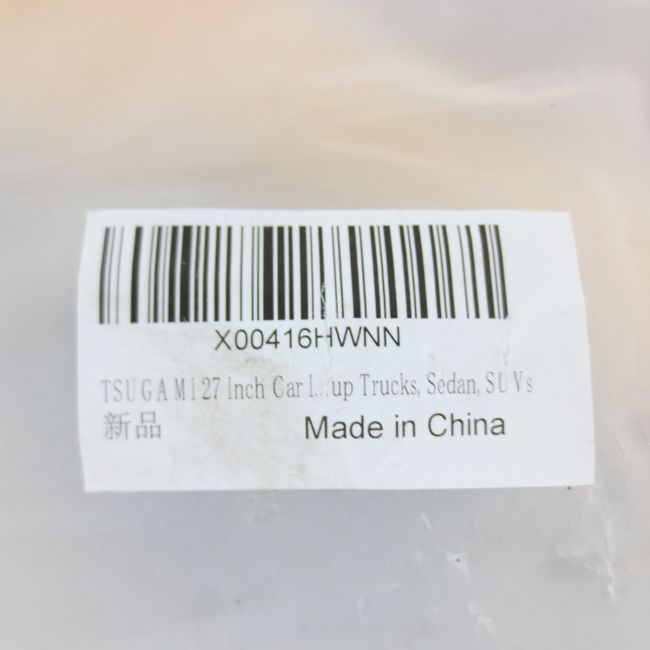 X00416HWNN
TSUGAMI 27 Inch Car I...up Trucks, Sedan, SUVs
新品
Made in China